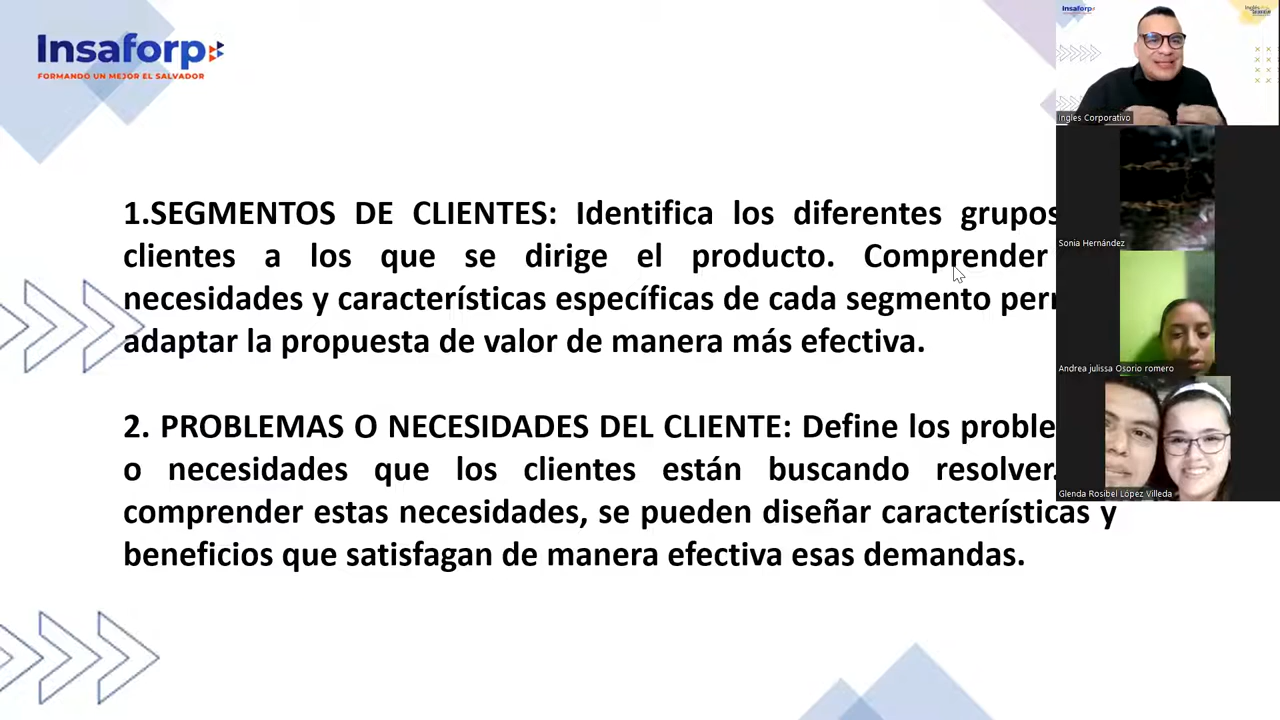 Insaforp
FORMANDO UN MEJOR EL SALVADOR
1.SEGMENTOS DE CLIENTES: Identifica los diferentes grupos
clientes a los que se dirige el producto. Comprender
necesidades y características específicas de cada segmento
adaptar la propuesta de valor de manera más efectiva.
2. PROBLEMAS O NECESIDADES DEL CLIENTE: Define los
o necesidades que los clientes están buscando resolver.
comprender estas necesidades, se pueden diseñar características y
beneficios que satisfagan de manera efectiva esas demandas.
Insaforp
Ingles Corporativo
Sonia Hernández
Andrea julissa Osorio romero
Glenda Rosibel López Villeda